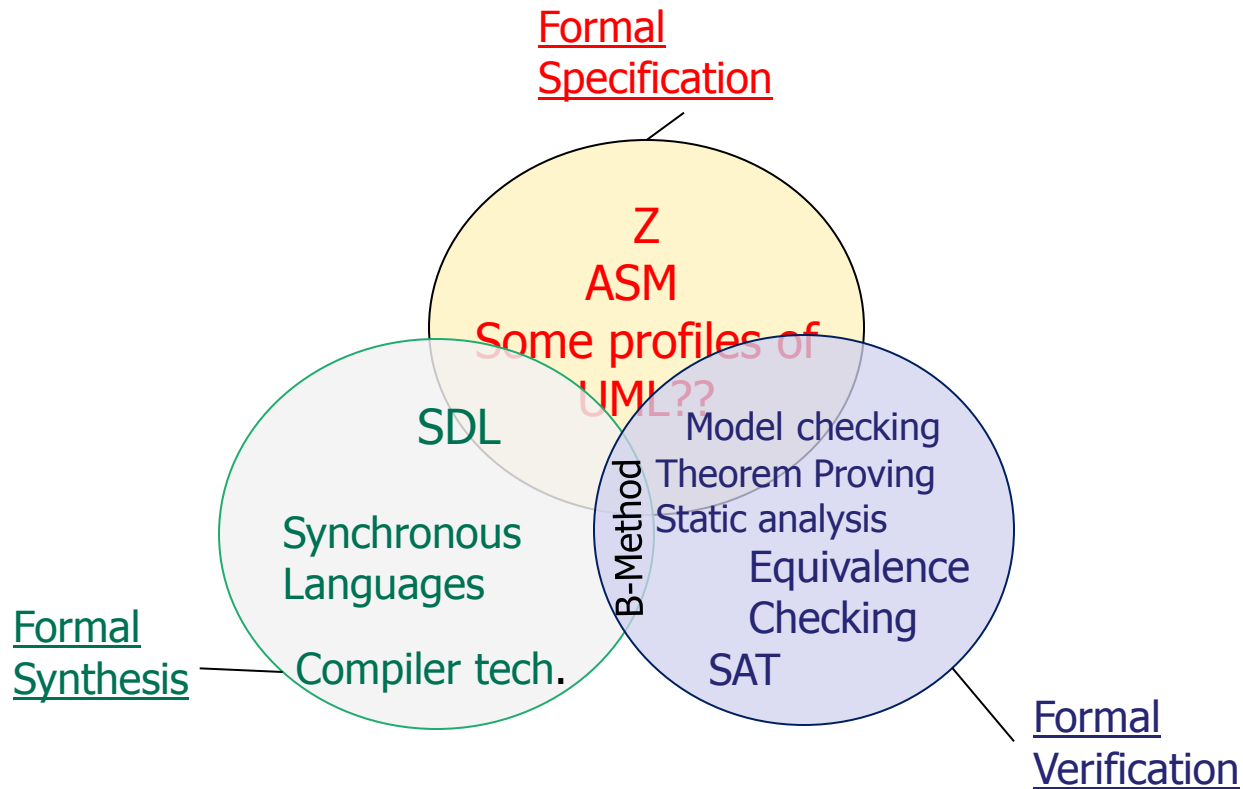 Formal
Specification
Z
ASM
Some profiles of
UML??
SDL
Synchronous
Languages
Compiler tech.
Formal
Synthesis
B-Method
Model checking
Theorem Proving
Static analysis
Equivalence
Checking
SAT
Formal
Verification